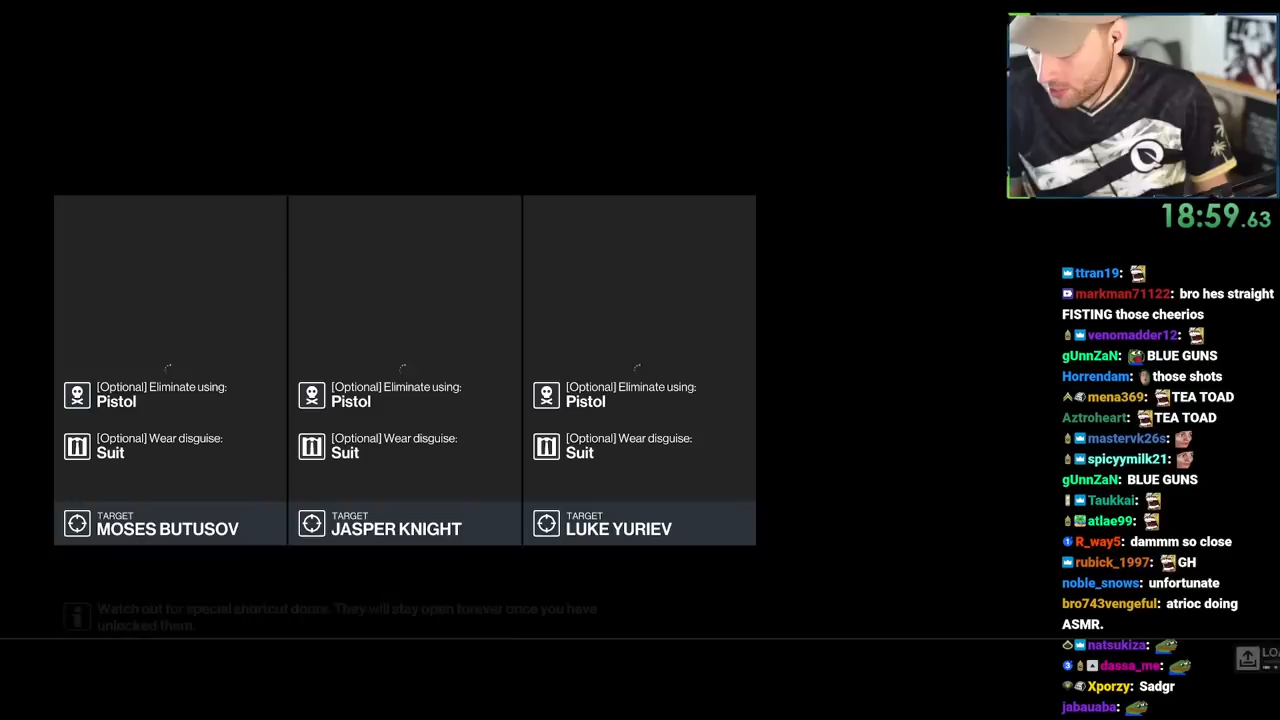 18:59.63
[Optional] Eliminate using:
Pistol
[Optional] Wear disguise:
Suit
TARGET
MOSES BUTUSOV
[Optional] Eliminate using:
Pistol
[Optional] Wear disguise:
Suit
TARGET
JASPER KNIGHT
[Optional] Eliminate using:
Pistol
[Optional] Wear disguise:
Suit
TARGET
LUKE YURIEV
Watch out for special shortcut doors. They will stay open forever once you have
unlocked them.
ttran19:
markman71122: bro hes straight
FISTING those cheerios
venomadder12:
gUnnZaN: BLUE GUNS
Horrendam: those shots
mena369: TEA TOAD
Aztroheart: TEA TOAD
mastervk26s:
spicyymilk21:
gUnnZaN: BLUE GUNS
Taukkai:
atlae99:
R_way5: dammm so close
rubick_1997: GH
noble_snows: unfortunate
bro743vengeful: atrioc doing
ASMR.
natsukiza:
dassa_me:
Xporzy: Sadgr
jabauaba:
LO